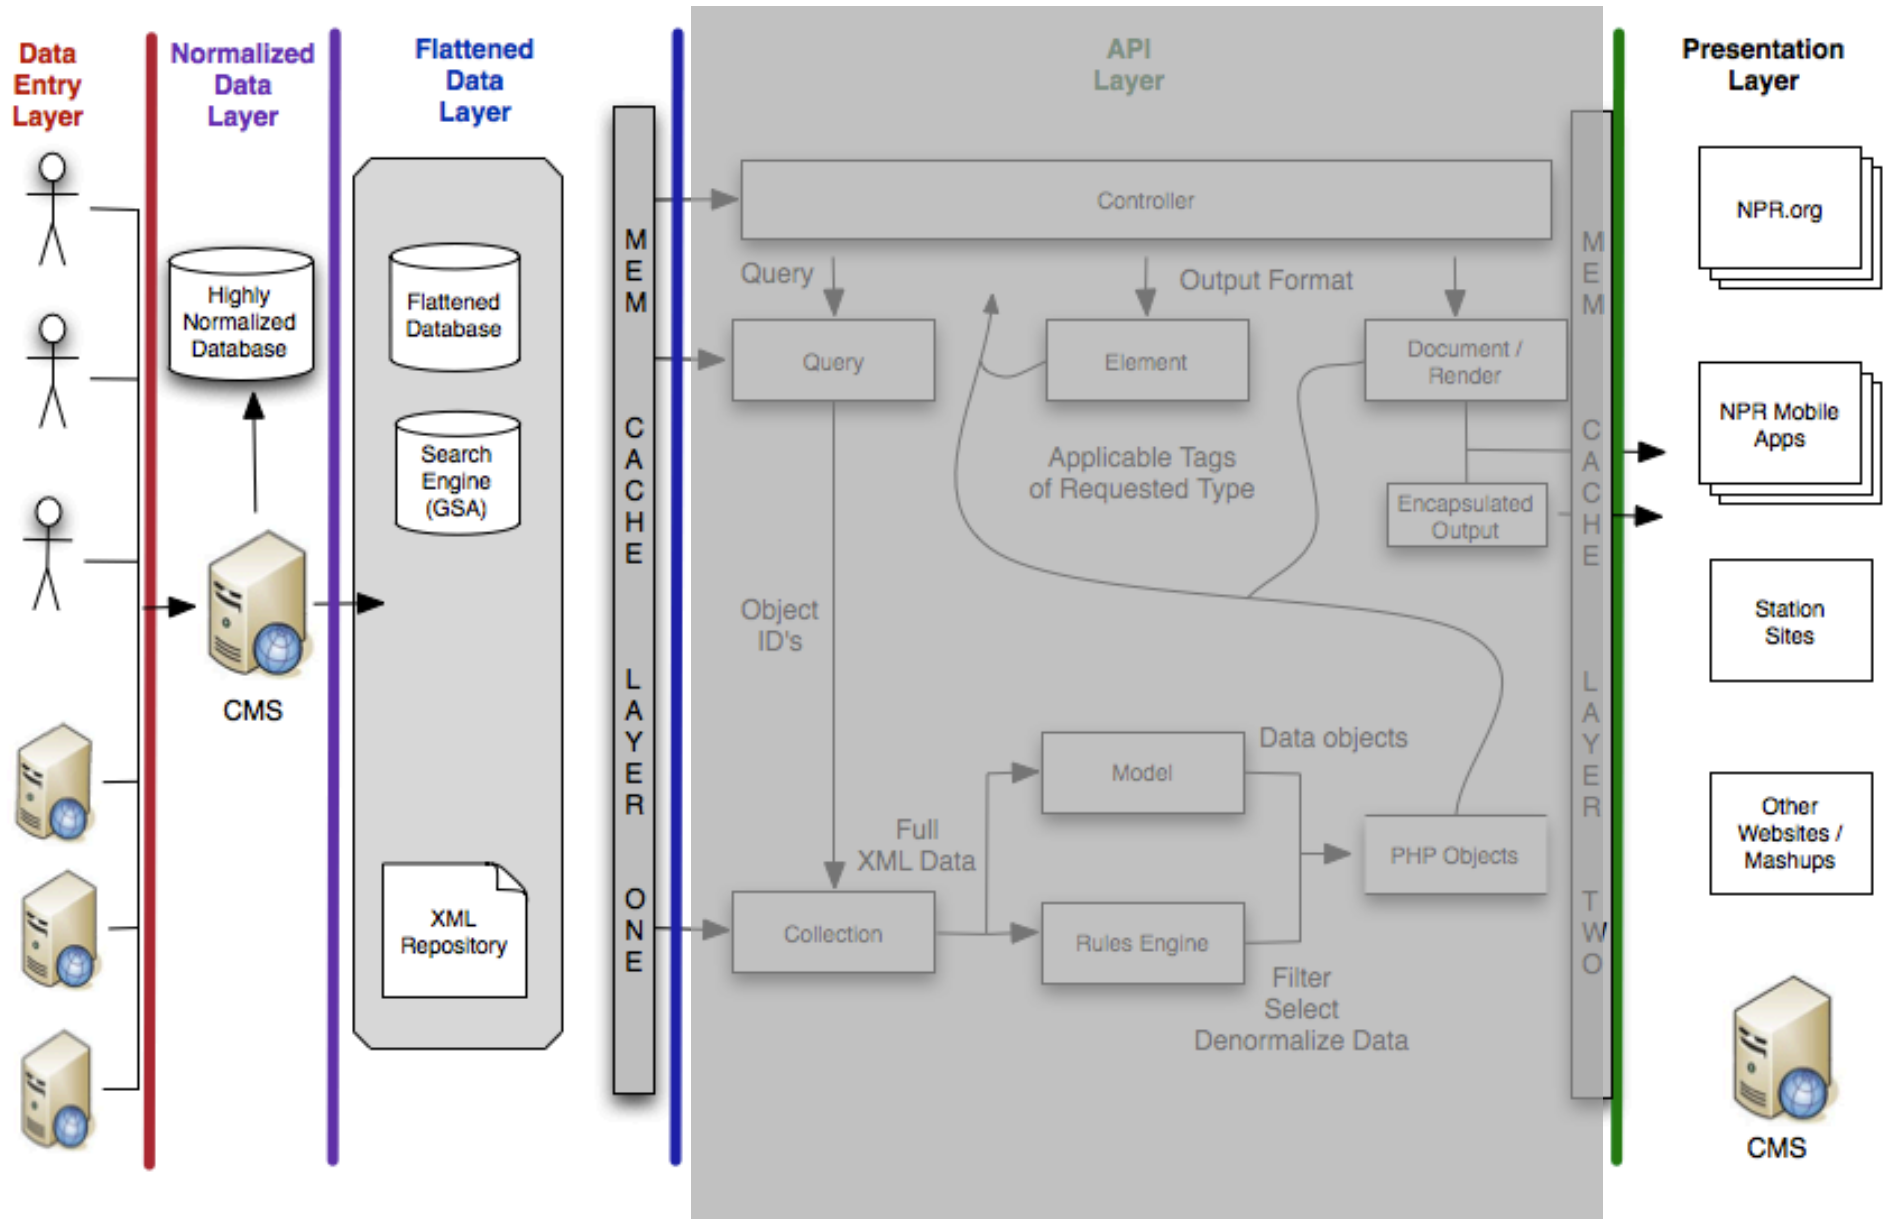 Data
Entry
Layer
Normalized
Data
Layer
CMS
Highly
Normalized
Database
Flattened
Data
Layer
Flattened
Database
Search
Engine
(GSA)
XML
Repository
MEM CACHE LAYER ONE
API
Layer
Controller
Query
Output Format
Query
Element
Document /
Render
Applicable Tags
of Requested Type
Encapsulated
Output
Object
ID's
Model
Data objects
Full
XML Data
PHP Objects
Collection
Rules Engine
Filter
Select
Denormalize Data
MEM CACHE LAYER TWO
Presentation
Layer
NPR.org
NPR Mobile
Apps
Station
Sites
Other
Websites /
Mashups
CMS